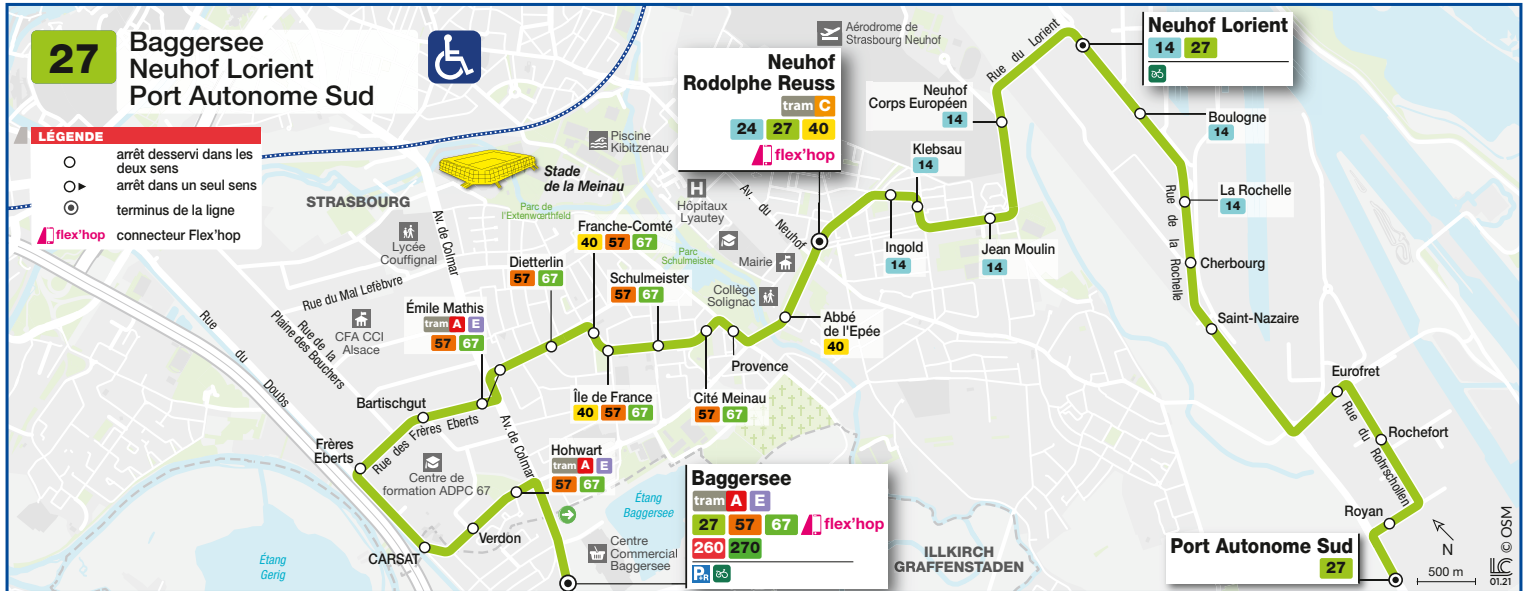 27
Baggersee
Neuhof Lorient
Port Autonome Sud
LÉGENDE
arrêt desservi dans les
deux sens
arrêt dans un seul sens
terminus de la ligne
flex'hop connecteur Flex'hop
STRASBOURG
Lycée
Couffignal
Av. de Colmar
Rue du Mal Lefèbvre
Rue de la
Plaine des Bouchers
CFA CCI
Alsace
Rue du Doubs
Stade
de la Meinau
Parc de
l'Extenwœrthfeld
Piscine
Kibitzenau
Hôpitaux
Lyautey
H
Parc
Schulmeister
Mairie
Collège
Solignac
Av. du Neuhof
Aérodrome de
Strasbourg Neuhof
Neuhof
Rodolphe Reuss
tram C
24 27 40
flex'hop
Neuhof Lorient
14 27
Neuhof
Corps Européen
14
Rue du Lorient
Klebsau
14
Ingold
14
Jean Moulin
14
Boulogne
14
La Rochelle
14
Rue de la Rochelle
Cherbourg
Saint-Nazaire
Eurofret
Rue du Rohrschollen
Rochefort
Royan
Port Autonome Sud
27
Franche-Comté
40 57 67
Dietterlin
57 67
Schulmeister
57 67
Émile Mathis
tram A E
57 67
Abbé
de l'Epée
40
Provence
Île de France
40 57 67
Cité Meinau
57 67
Bartischgut
Rue des Frères Eberts
Av. de Colmar
Frères
Eberts
Centre de
formation ADPC 67
Hohwart
tram A E
57 67
Verdon
CARSAT
Étang
Gerig
Étang
Baggersee
Centre
Commercial
Baggersee
Baggersee
tram A E
27 57 67 flex'hop
260 270
P+R
ILLKIRCH
GRAFFENSTADEN
N
500 m
© OSM
LC
01.21